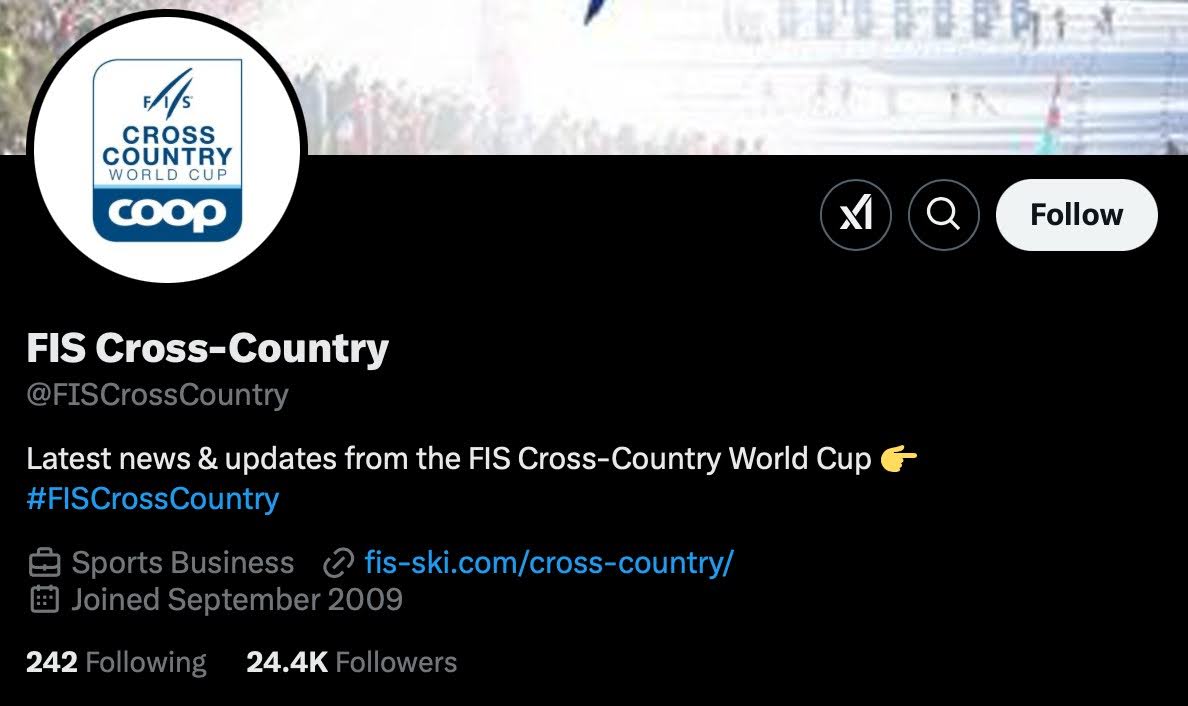 FIS
CROSS
COUNTRY
WORLD CUP
coop
Follow
FIS Cross-Country
@FISCrossCountry
Latest news & updates from the FIS Cross-Country World Cup 👉
#FISCrossCountry
Sports Business fis-ski.com/cross-country/
Joined September 2009
242 Following 24.4K Followers